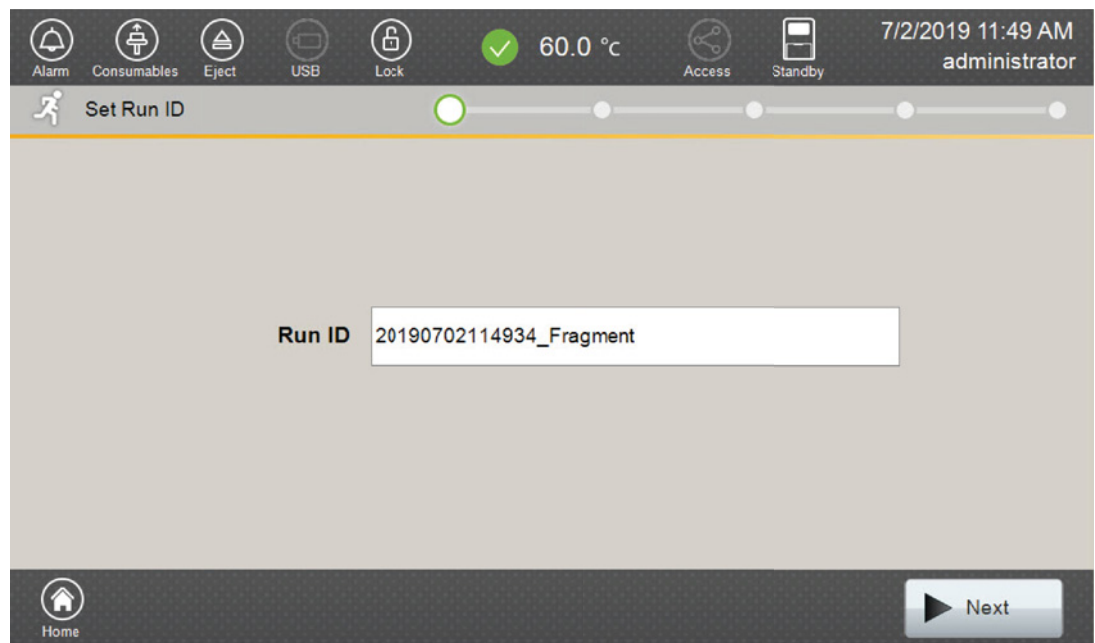 Alarm Consumables Eject USB Lock 60.0 °C Access Standby 7/2/2019 11:49 AM
administrator
Set Run ID
Run ID 20190702114934_Fragment
Home Next